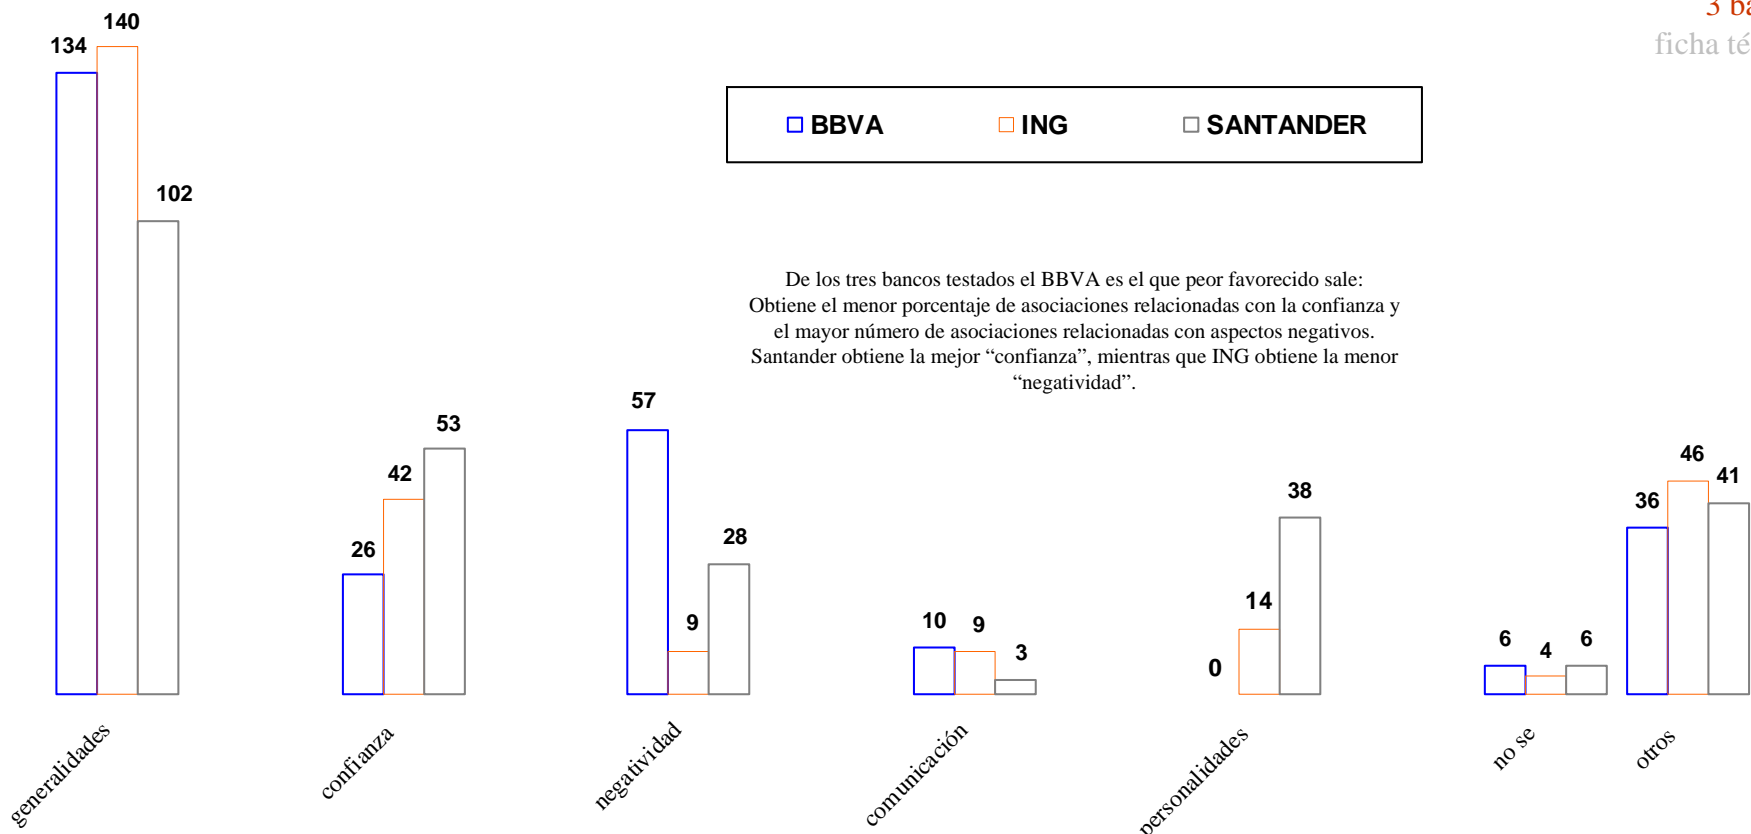 3
ficha
134 140 102
BBVA ING SANTANDER
De los tres bancos testados el BBVA es el que peor favorecido sale:
Obtiene el menor porcentaje de asociaciones relacionadas con la confianza y
el mayor número de asociaciones relacionadas con aspectos negativos.
Santander obtiene la mejor “confianza”, mientras que ING obtiene la menor
“negatividad”.
26 42 53
57 9 28
10 9 3
0 14 38
6 4 6
36 46 41
generalidades
confianza
negatividad
comunicación
personalidades
no se
otros